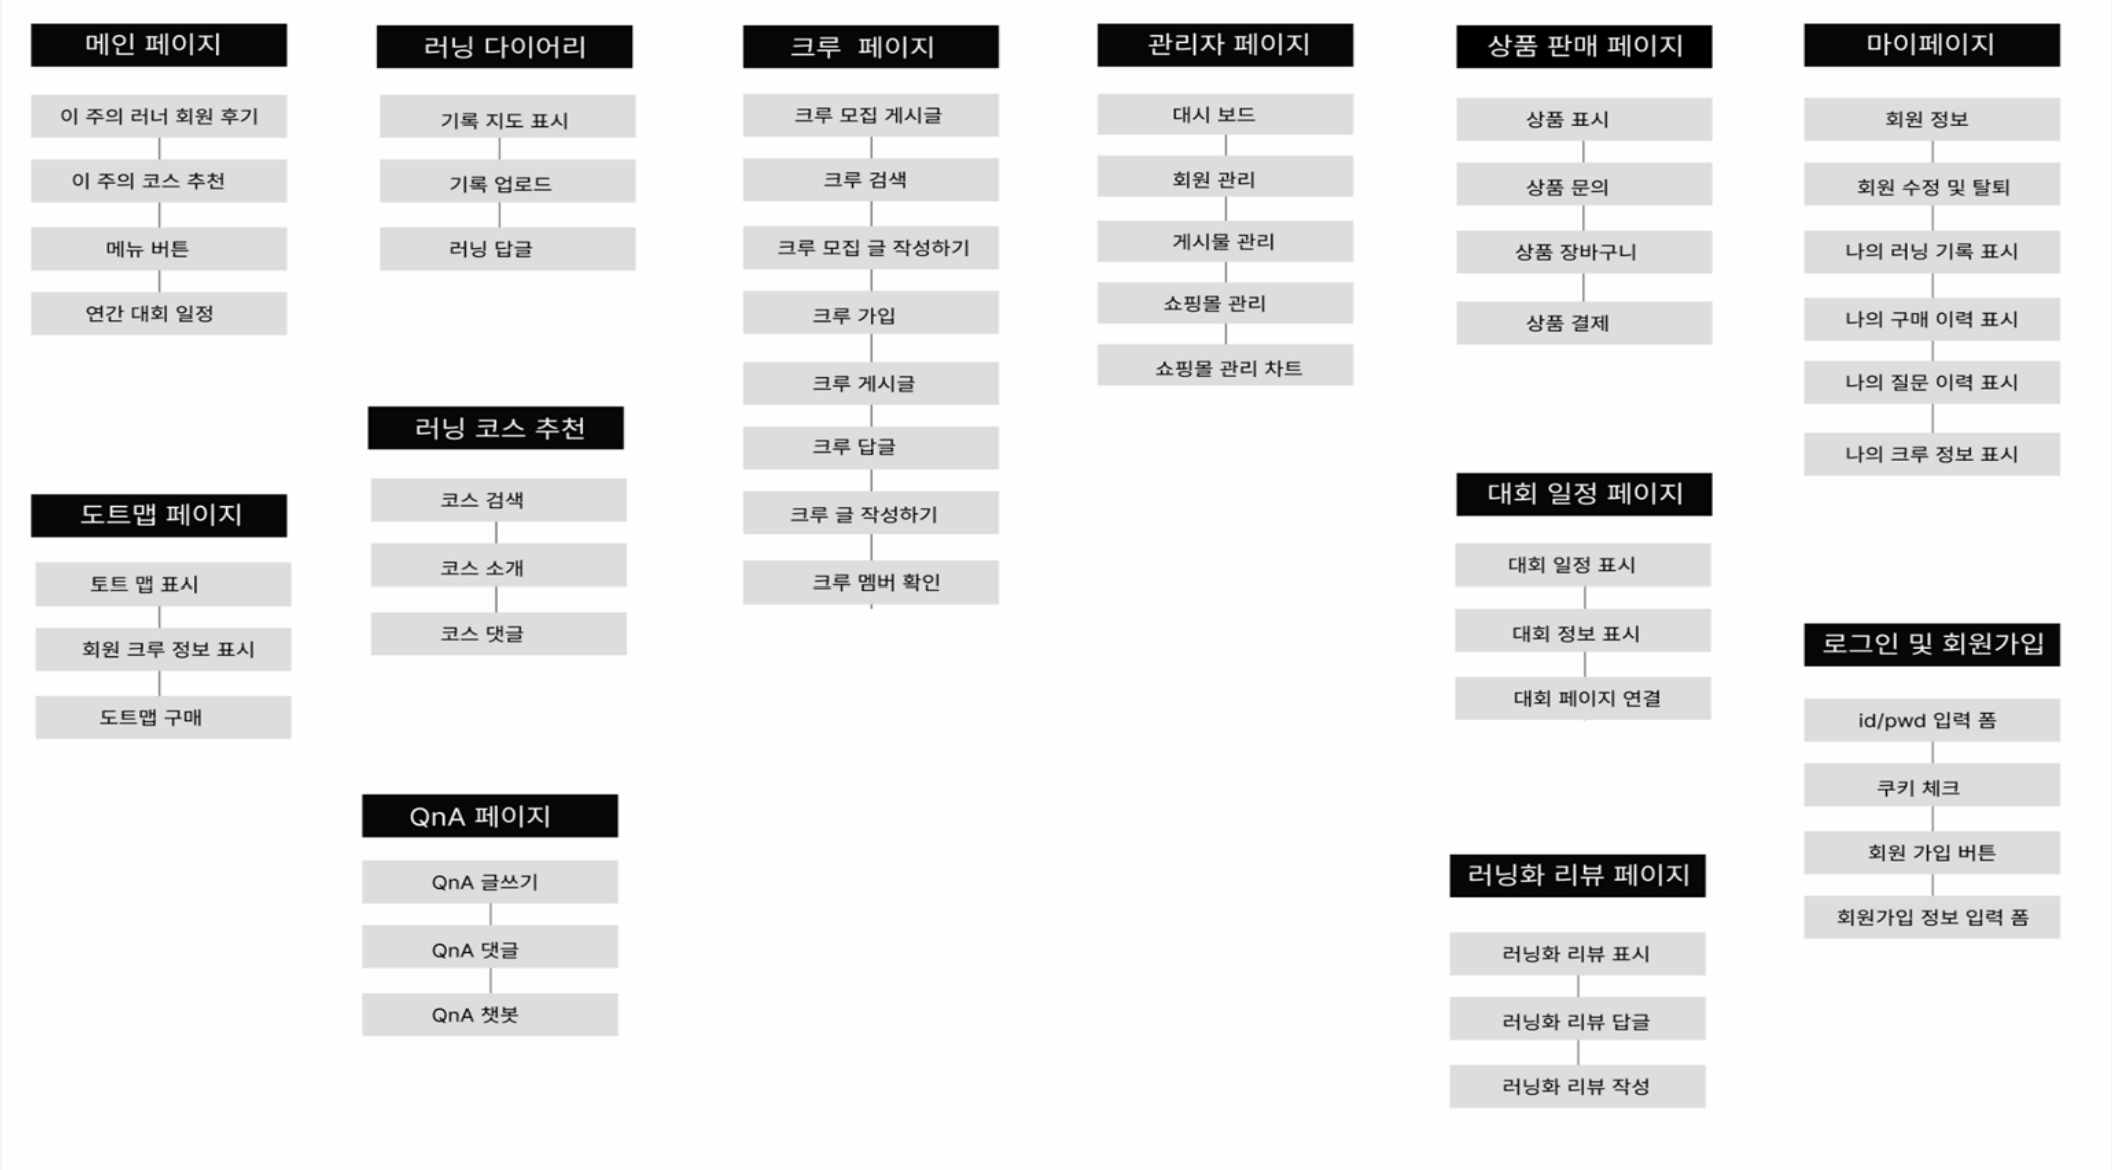 메인 페이지
이 주의 러너 회원 후기
이 주의 코스 추천
메뉴 버튼
연간 대회 일정
도트맵 페이지
토트 맵 표시
회원 크루 정보 표시
도트맵 구매
러닝 다이어리
기록 지도 표시
기록 업로드
러닝 답글
러닝 코스 추천
코스 검색
코스 소개
코스 댓글
QnA 페이지
QnA 글쓰기
QnA 댓글
QnA 챗봇
크루 페이지
크루 모집 게시글
크루 검색
크루 모집 글 작성하기
크루 가입
크루 게시글
크루 답글
크루 글 작성하기
크루 멤버 확인
관리자 페이지
대시 보드
회원 관리
게시물 관리
쇼핑몰 관리
쇼핑몰 관리 차트
상품 판매 페이지
상품 표시
상품 문의
상품 장바구니
상품 결제
대회 일정 페이지
대회 일정 표시
대회 정보 표시
대회 페이지 연결
러닝화 리뷰 페이지
러닝화 리뷰 표시
러닝화 리뷰 답글
러닝화 리뷰 작성
마이페이지
회원 정보
회원 수정 및 탈퇴
나의 러닝 기록 표시
나의 구매 이력 표시
나의 질문 이력 표시
나의 크루 정보 표시
로그인 및 회원가입
id/pwd 입력 폼
쿠키 체크
회원 가입 버튼
회원가입 정보 입력 폼